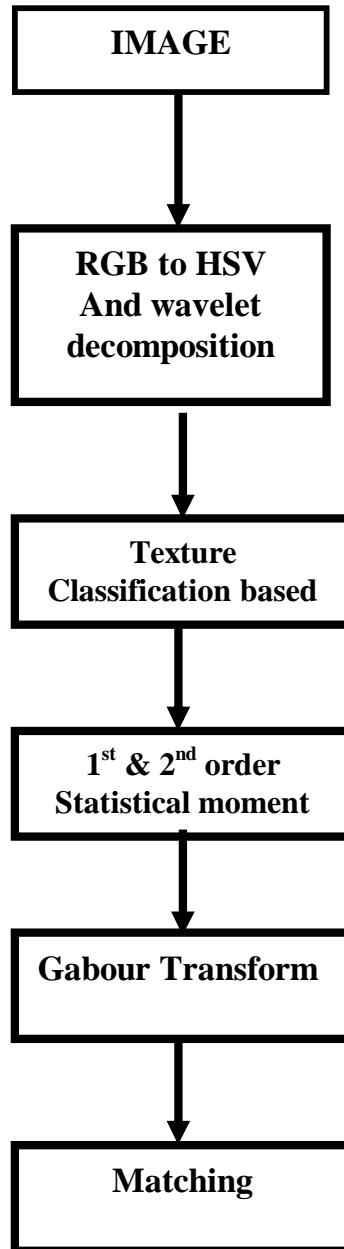 IMAGE
RGB to HSV
And wavelet
decomposition
Texture
Classification based
1st & 2nd order
Statistical moment
Gabour Transform
Matching